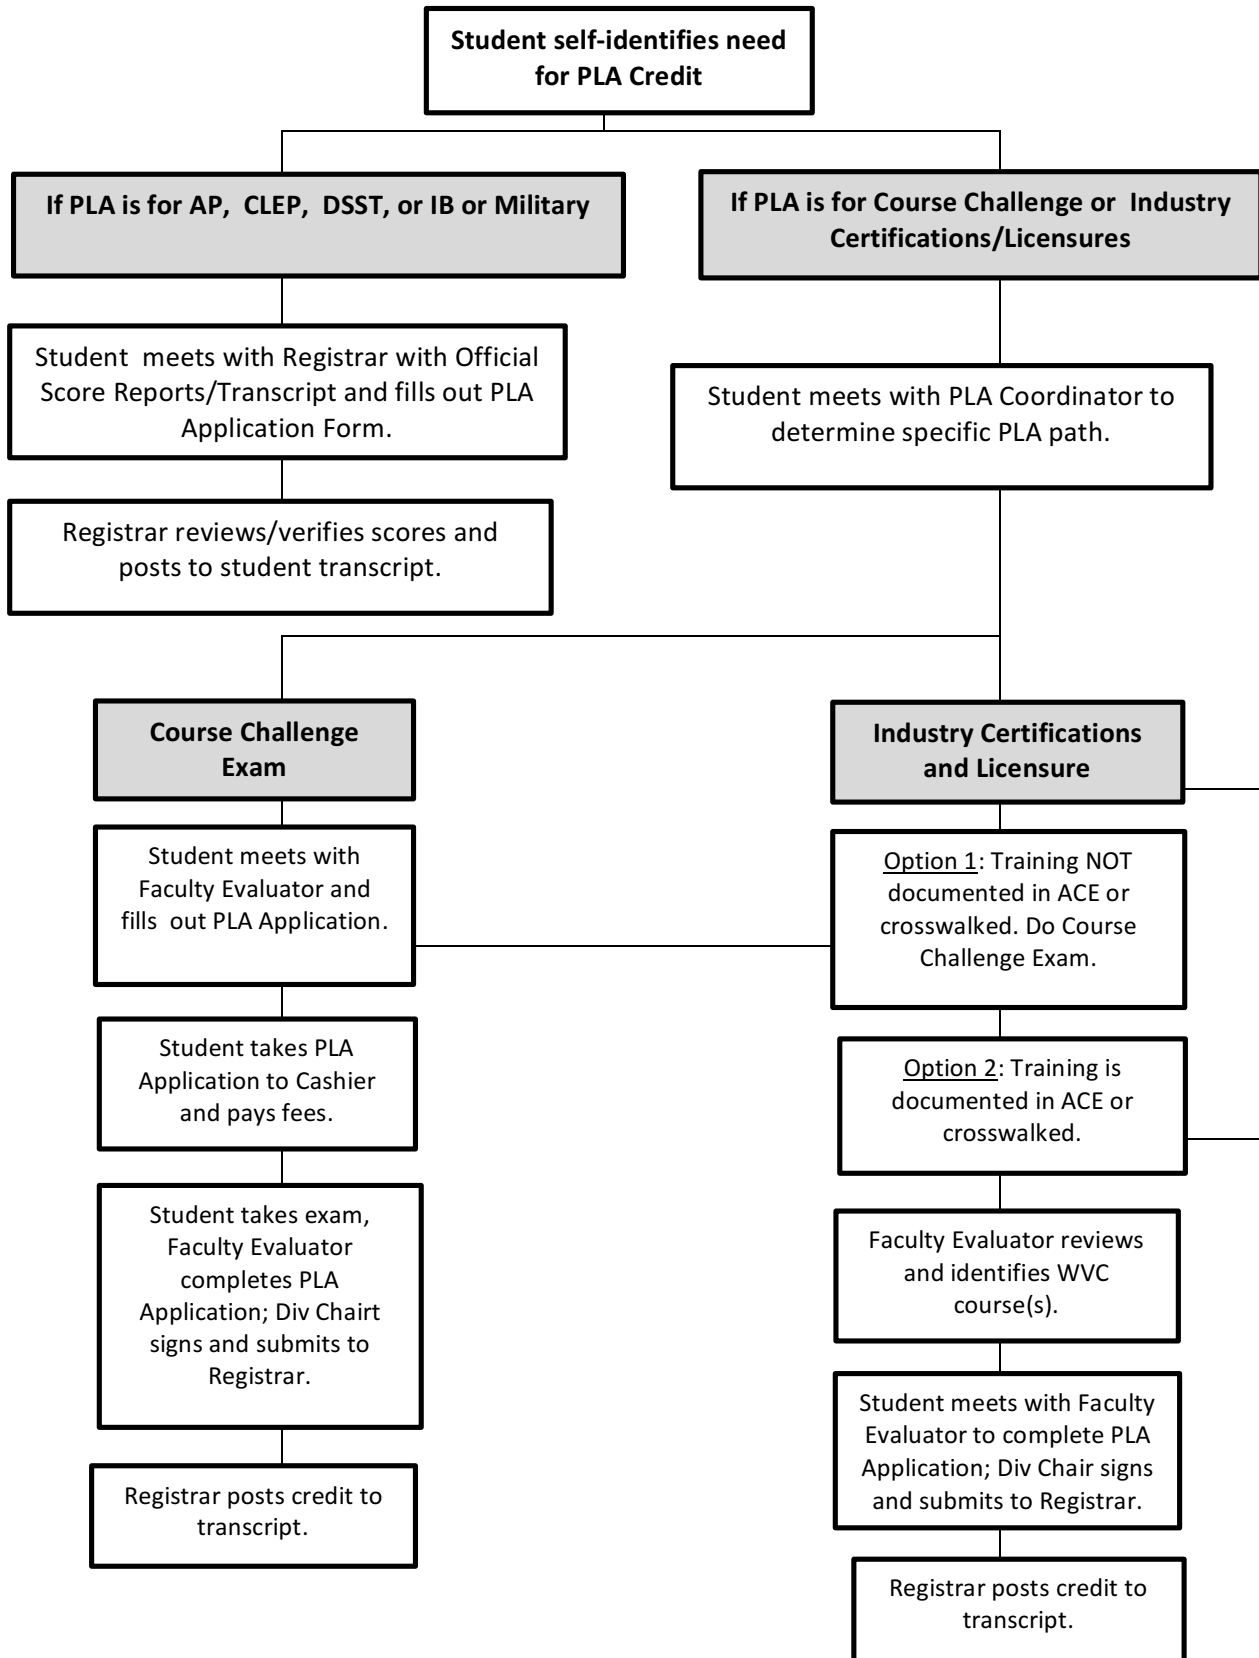 Student self-identifies need
for PLA Credit
If PLA is for AP, CLEP, DSST, or IB or Military
If PLA is for Course Challenge or Industry
Certifications/Licensures
Student meets with Registrar with Official
Score Reports/Transcript and fills out PLA
Application Form.
Student meets with PLA Coordinator to
determine specific PLA path.
Registrar reviews/verifies scores and
posts to student transcript.
Course Challenge
Exam
Student meets with
Faculty Evaluator and
fills out PLA Application.
Student takes PLA
Application to Cashier
and pays fees.
Student takes exam,
Faculty Evaluator
completes PLA
Application; Div Chairt
signs and submits to
Registrar.
Registrar posts credit to
transcript.
Industry Certifications
and Licensure
Option 1: Training NOT
documented in ACE or
crosswalked. Do Course
Challenge Exam.
Option 2: Training is
documented in ACE or
crosswalked.
Faculty Evaluator reviews
and identifies WVC
course(s).
Student meets with Faculty
Evaluator to complete PLA
Application; Div Chair signs
and submits to Registrar.
Registrar posts credit to
transcript.